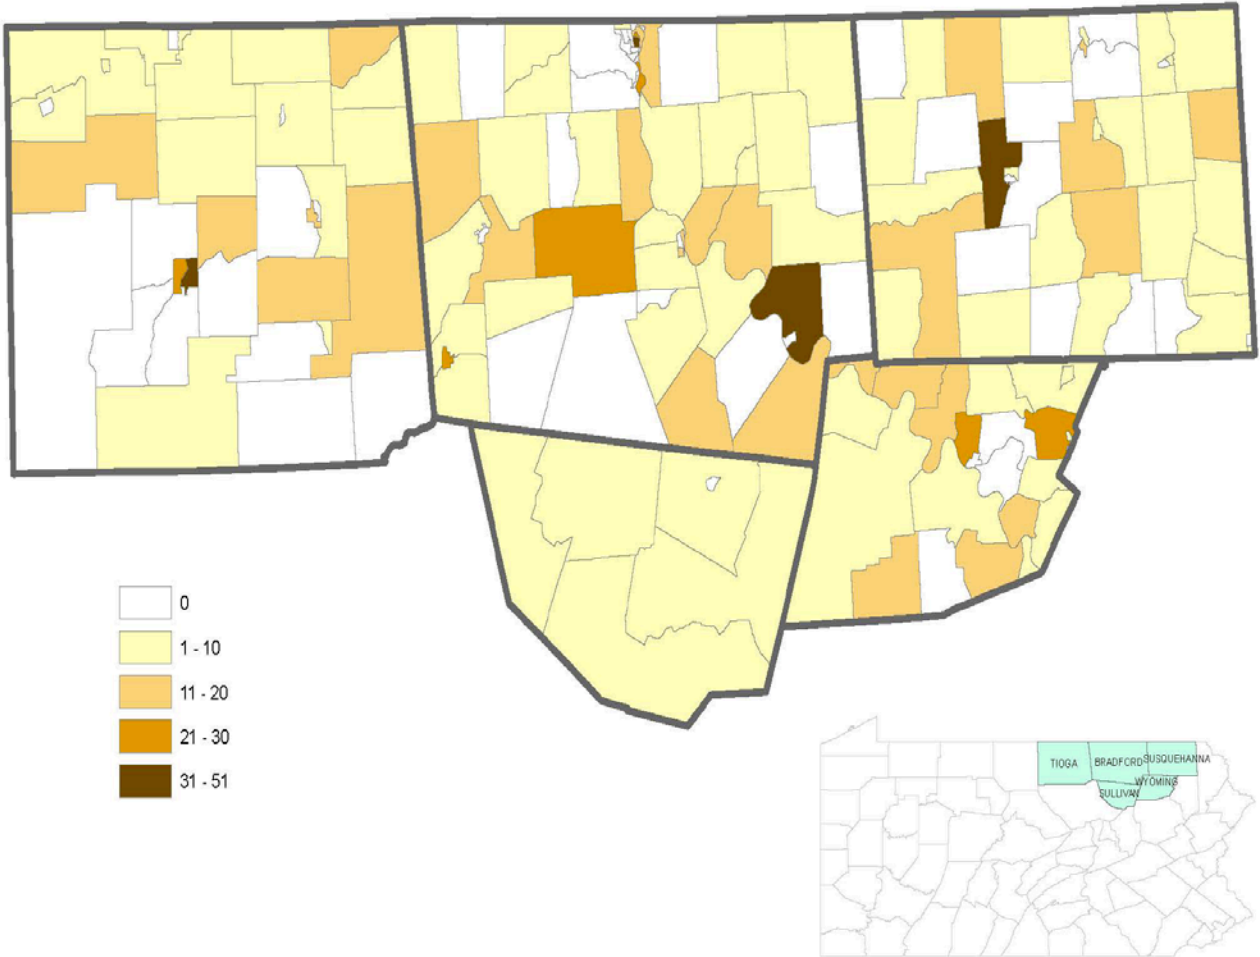 0
1 - 10
11 - 20
21 - 30
31 - 51
TIOGA
BRADFORD
SUSQUEHANNA
WYOMING
SULLIVAN